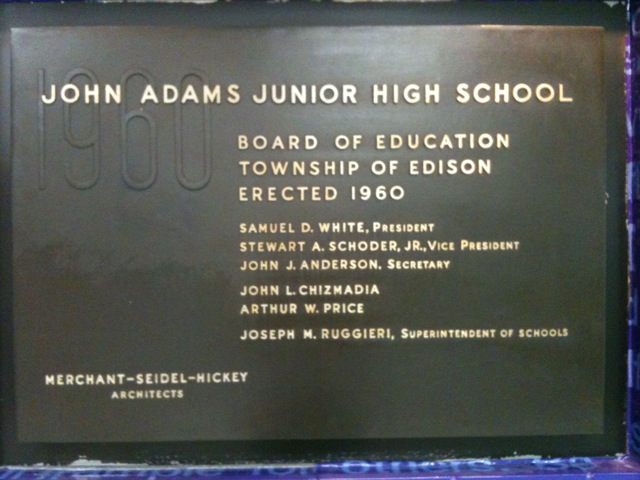 1960
JOHN ADAMS JUNIOR HIGH SCHOOL
BOARD OF EDUCATION
TOWNSHIP OF EDISON
ERECTED 1960
SAMUEL D. WHITE, PRESIDENT
STEWART A. SCHODER, JR., VICE PRESIDENT
JOHN J. ANDERSON, SECRETARY
JOHN L. CHIZMADIA
ARTHUR W. PRICE
JOSEPH M. RUGGIERI, SUPERINTENDENT OF SCHOOLS
MERCHANT-SEIDEL-HICKEY
ARCHITECTS
for others